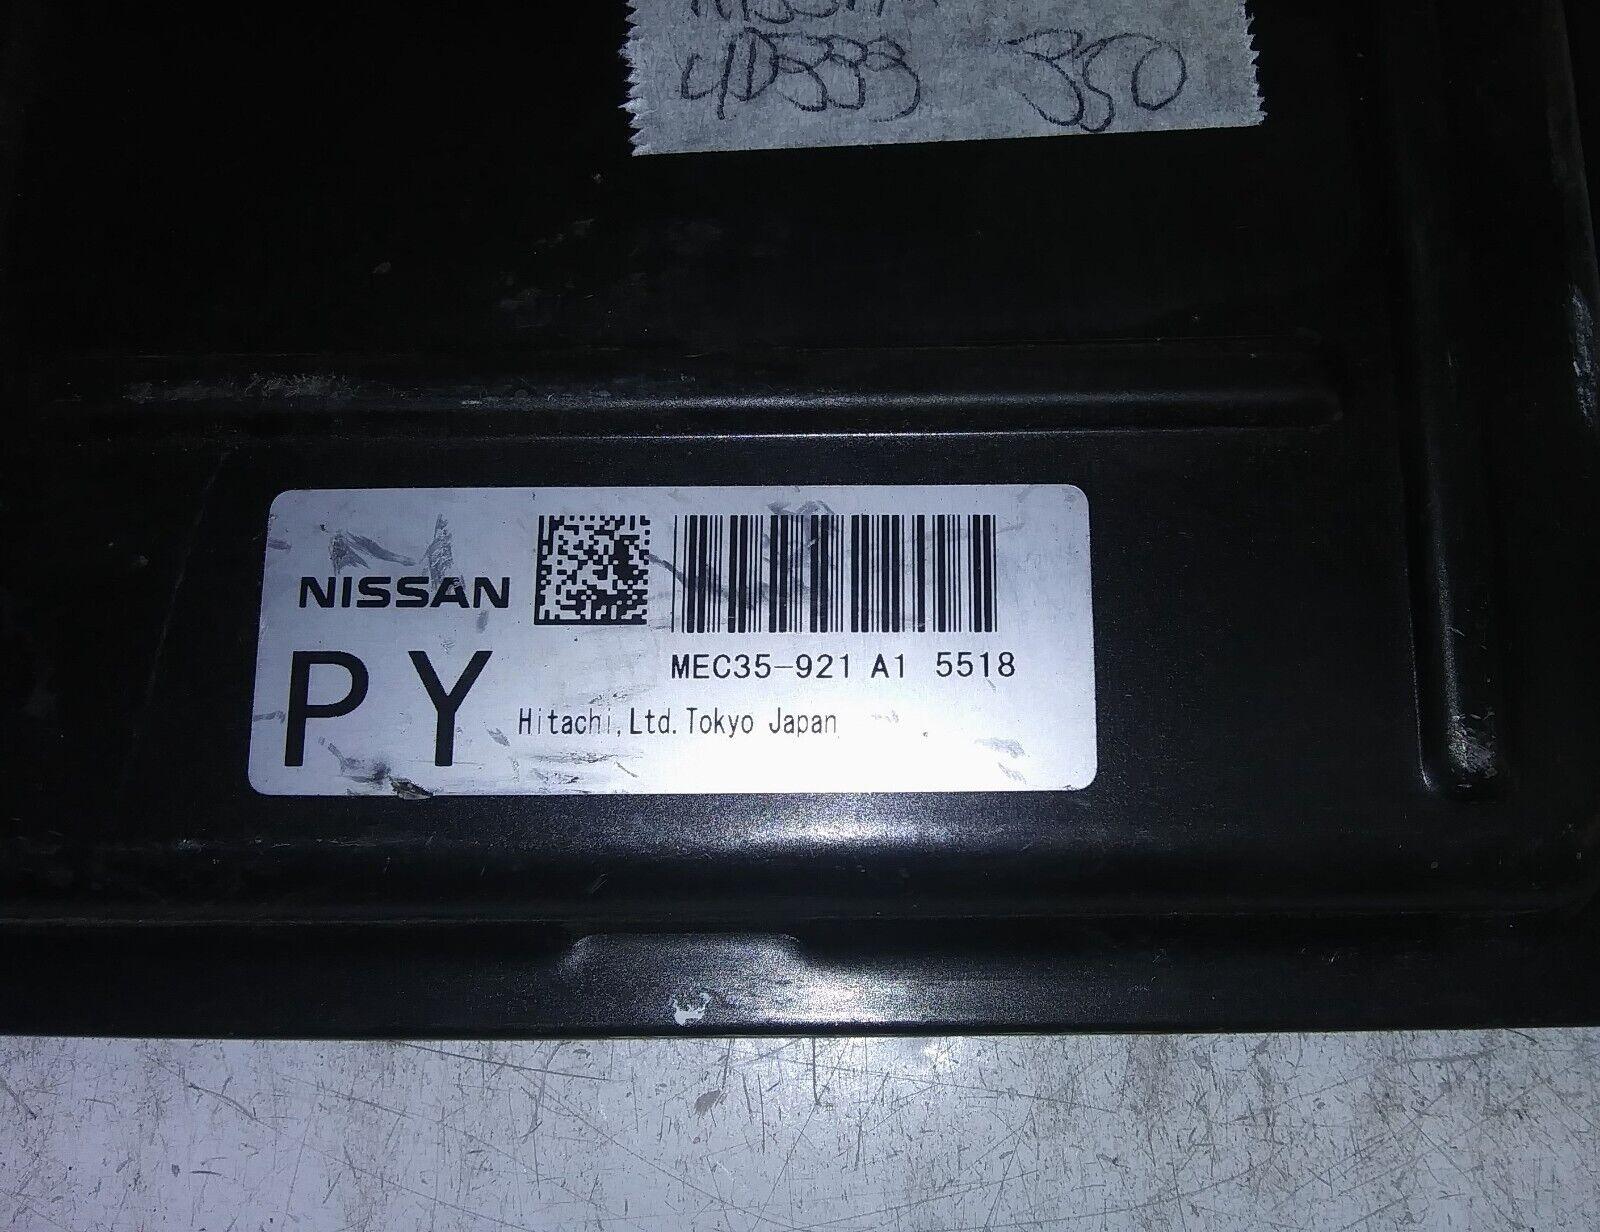 4D333 350
NISSAN
PY
MEC35-921 A1 5518
Hitachi, Ltd. Tokyo Japan